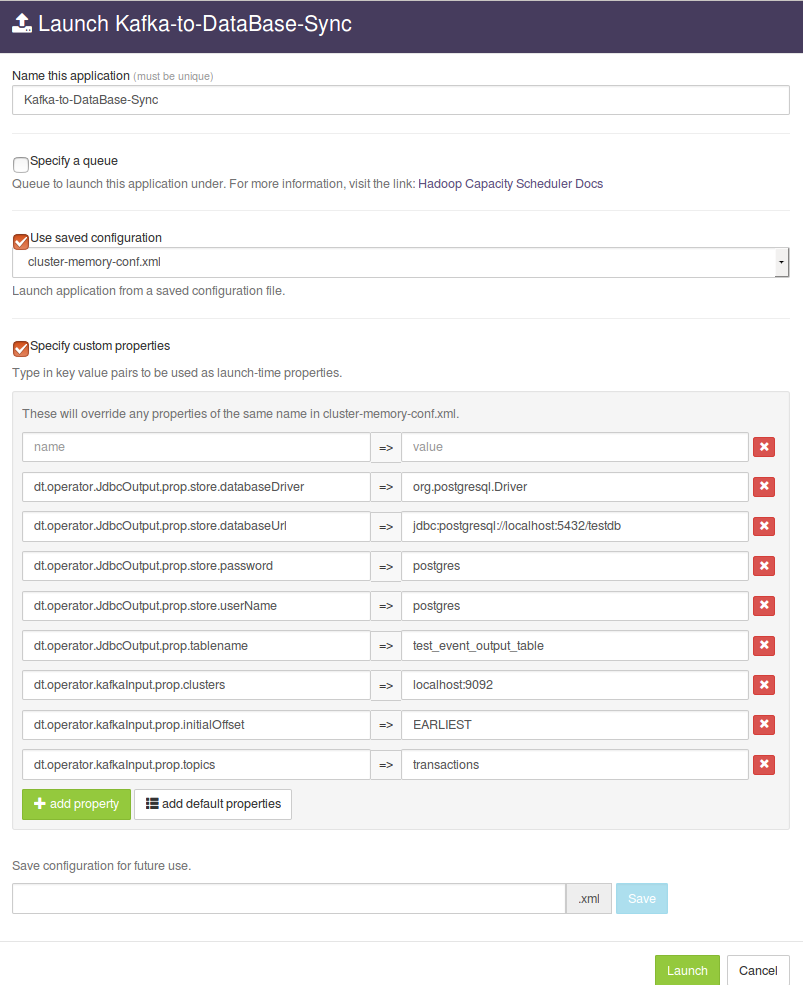 Launch Kafka-to-DataBase-Sync
Name this application (must be unique)
Kafka-to-DataBase-Sync
Specify a queue
Queue to launch this application under. For more information, visit the link: Hadoop Capacity Scheduler Docs
Use saved configuration
cluster-memory-conf.xml
Launch application from a saved configuration file.
Specify custom properties
Type in key value pairs to be used as launch-time properties.
These will override any properties of the same name in cluster-memory-conf.xml.
name => value
dt.operator.JdbcOutput.prop.store.databaseDriver => org.postgresql.Driver
dt.operator.JdbcOutput.prop.store.databaseUrl => jdbc:postgresql://localhost:5432/testdb
dt.operator.JdbcOutput.prop.store.password => postgres
dt.operator.JdbcOutput.prop.store.userName => postgres
dt.operator.JdbcOutput.prop.tablename => test_event_output_table
dt.operator.kafkaInput.prop.clusters => localhost:9092
dt.operator.kafkaInput.prop.initialOffset => EARLIEST
dt.operator.kafkaInput.prop.topics => transactions
add property add default properties
Save configuration for future use.
.xml Save
Launch Cancel